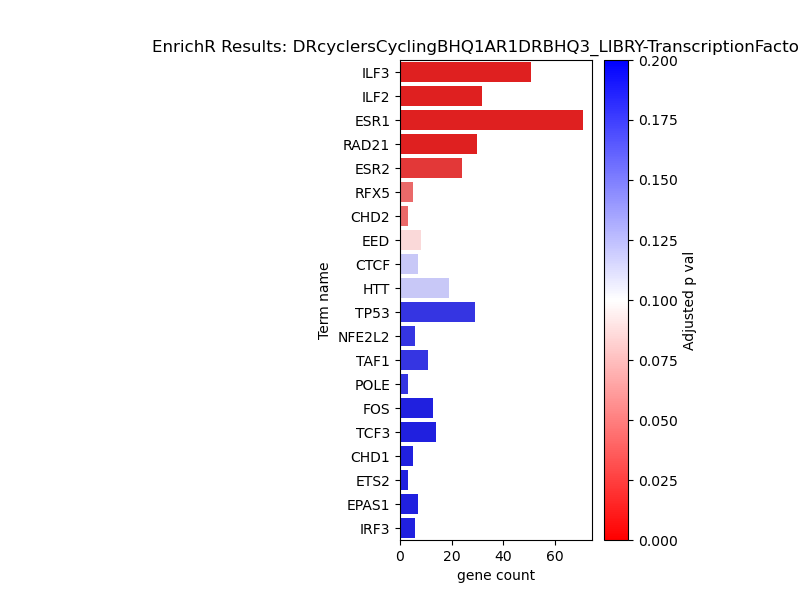 EnrichR Results: DRcyclersCyclingBHQ1AR1DRBHQ3_LIBRY-TranscriptionFacto
Term name
ILF3
ILF2
ESR1
RAD21
ESR2
RFX5
CHD2
EED
CTCF
HTT
TP53
NFE2L2
TAF1
POLE
FOS
TCF3
CHD1
ETS2
EPAS1
IRF3
0 20 40 60
gene count
0.200
0.175
0.150
0.125
0.100
0.075
0.050
0.025
0.000
Adjusted p val